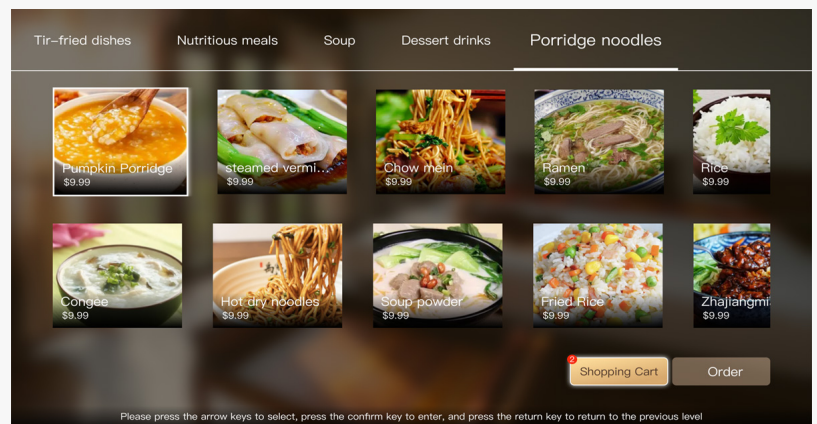 Tir-fried dishes
Nutritious meals
Soup
Dessert drinks
Porridge noodles
Pumpkin Porridge
$9.99
steamed vermi...
$9.99
Chow mein
$9.99
Ramen
$9.99
Rice
$9.99
Congee
$9.99
Hot dry noodles
$9.99
Soup powder
$9.99
Fried Rice
$9.99
Zhajiangmi
$9.99
2
Shopping Cart
Order
Please press the arrow keys to select, press the confirm key to enter, and press the return key to return to the previous level